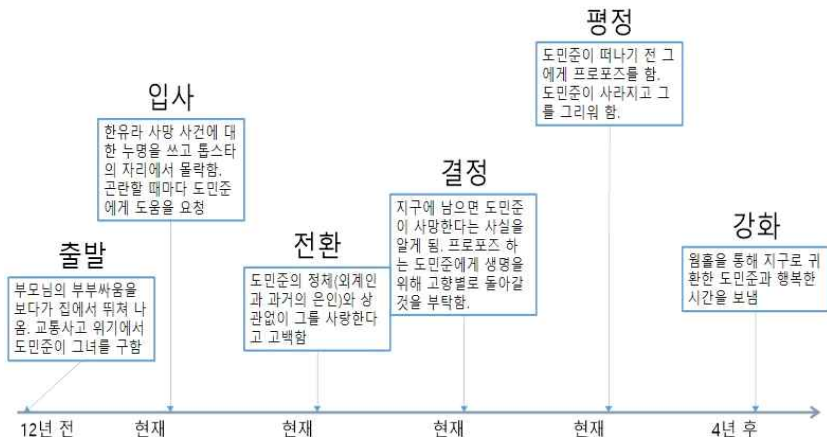 출발
부모님의 부부싸움을
보다가 집에서 뛰쳐 나
옴. 교통사고 위기에서
도민준이 그녀를 구함
입사
한유라 사망 사건에 대
한 누명을 쓰고 톱스타
의 자리에서 몰락함.
곤란할 때마다 도민준
에게 도움을 요청
전환
도민준의 정체(외계인
과 과거의 은인)와 상
관없이 그를 사랑한다
고 고백함
결정
지구에 남으면 도민준
이 사망한다는 사실을
알게 됨. 프로포즈 하
는 도민준에게 생명을
위해 고향별로 돌아갈
것을 부탁함.
평정
도민준이 떠나기 전 그
에게 프로포즈를 함.
도민준이 사라지고 그
를 그리워 함.
강화
웜홀을 통해 지구로 귀
환한 도민준과 행복한
시간을 보냄
12년 전
현재
현재
현재
현재
4년 후